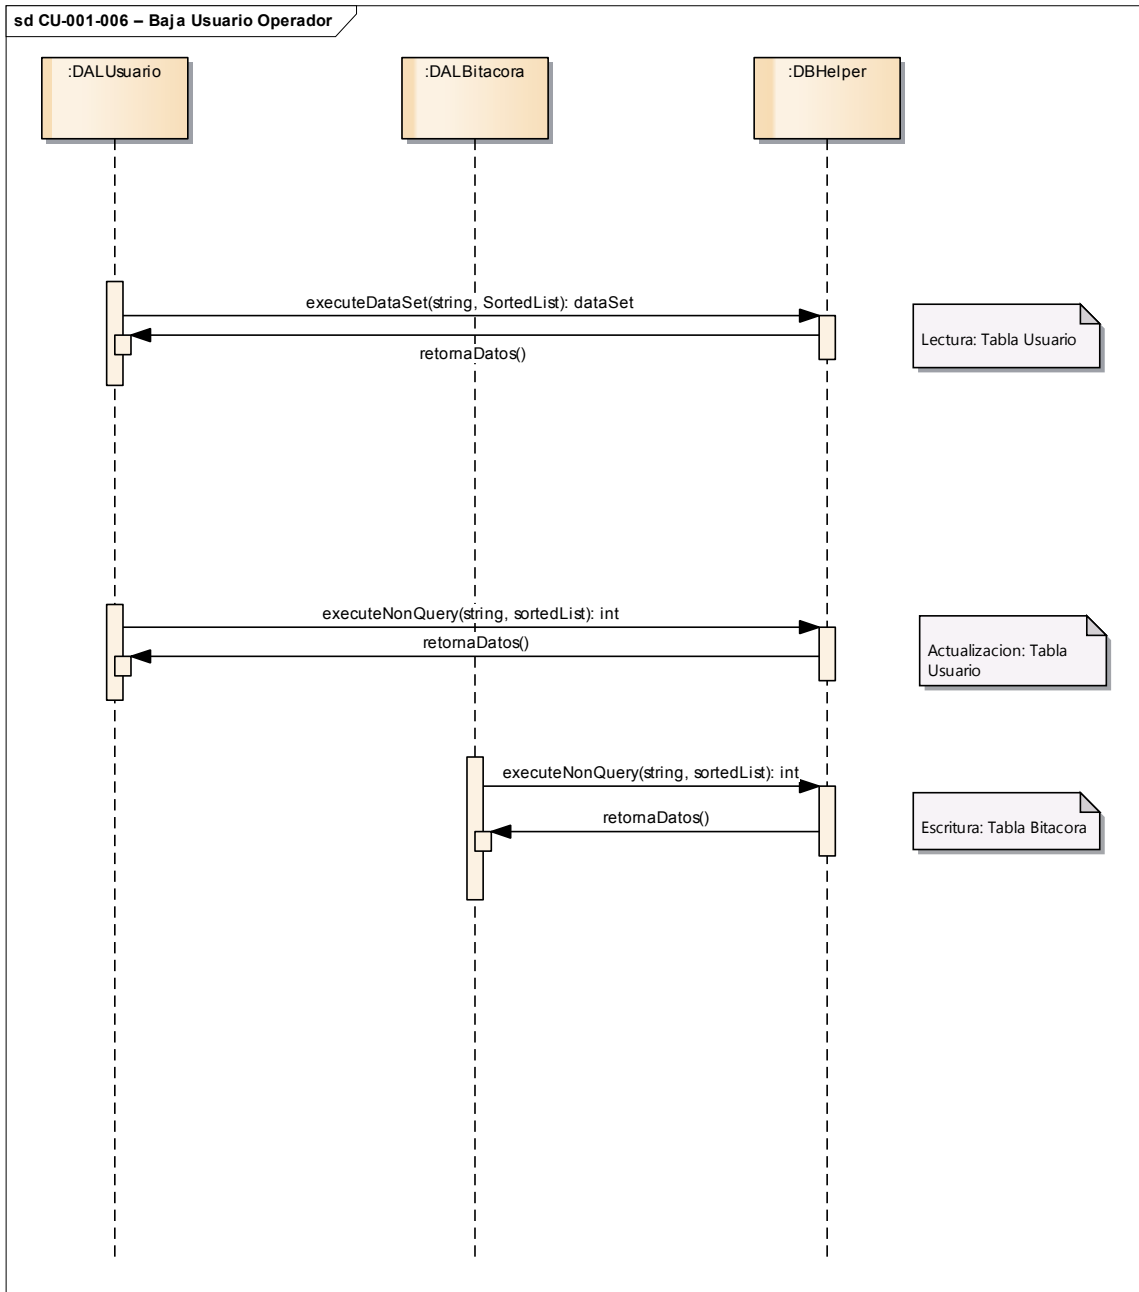 sd CU-001-006 – Baja Usuario Operador
:DALUsuario
:DALBitacora
:DBHelper
executeDataSet(string, SortedList): dataSet
retornaDatos()
Lectura: Tabla Usuario
executeNonQuery(string, sortedList): int
retornaDatos()
Actualizacion: Tabla
Usuario
executeNonQuery(string, sortedList): int
retornaDatos()
Escritura: Tabla Bitacora